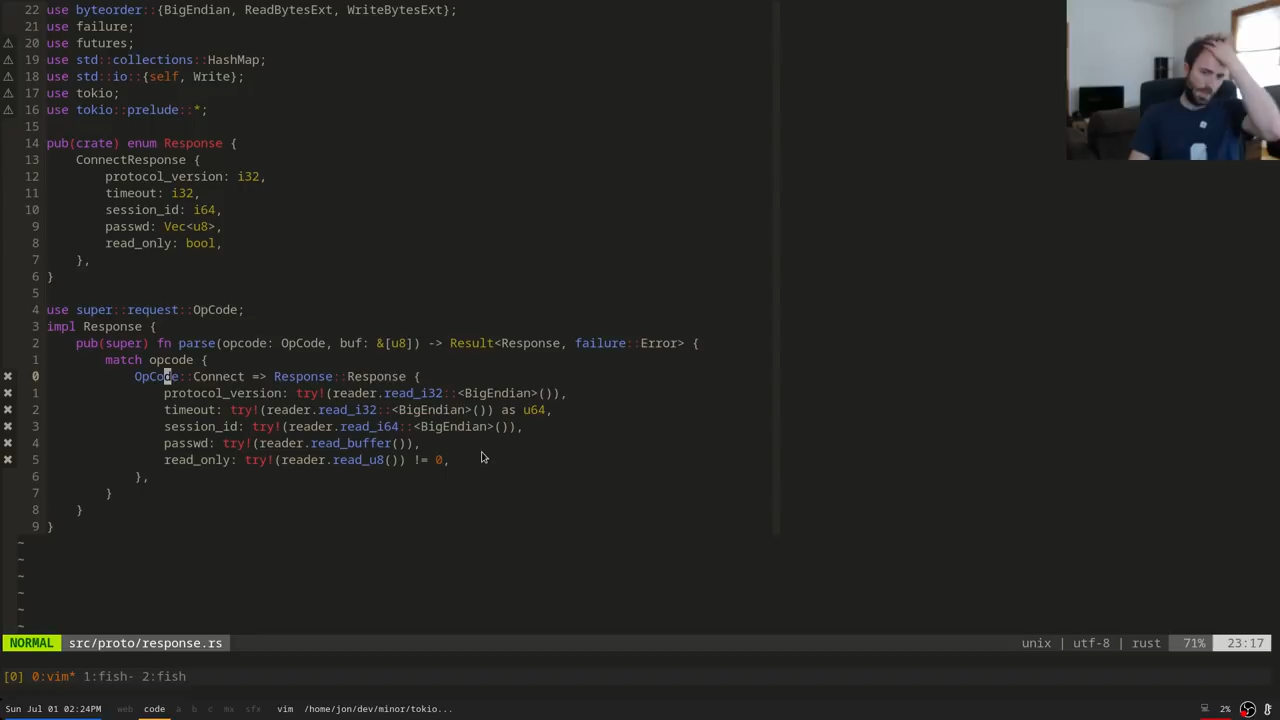 22 use byteorder::{BigEndian, ReadBytesExt, WriteBytesExt};
21 use failure;
⚠ 20 use futures;
⚠ 19 use std::collections::HashMap;
⚠ 18 use std::io::{self, Write};
⚠ 17 use tokio;
⚠ 16 use tokio::prelude::*;
15
14 pub(crate) enum Response {
13     ConnectResponse {
12         protocol_version: i32,
11         timeout: i32,
10         session_id: i64,
9         passwd: Vec<u8>,
8         read_only: bool,
7     },
6 }
5
4 use super::request::OpCode;
3 impl Response {
2     pub(super) fn parse(opcode: OpCode, buf: &[u8]) -> Result<Response, failure::Error> {
1         match opcode {
✖ 0             OpCode::Connect => Response::Response {
✖ 1                 protocol_version: try!(reader.read_i32::<BigEndian>()),
✖ 2                 timeout: try!(reader.read_i32::<BigEndian>()) as u64,
✖ 3                 session_id: try!(reader.read_i64::<BigEndian>()),
✖ 4                 passwd: try!(reader.read_buffer()),
✖ 5                 read_only: try!(reader.read_u8()) != 0,
6             },
7         }
8     }
9 }
~
~
~
~
~
~
NORMAL src/proto/response.rs unix | utf-8 | rust 71% 23:17
[0] 0:vim* 1:fish- 2:fish
Sun Jul 01 02:24PM web code a b c mx sfx vim /home/jon/dev/minor/tokio... 2%